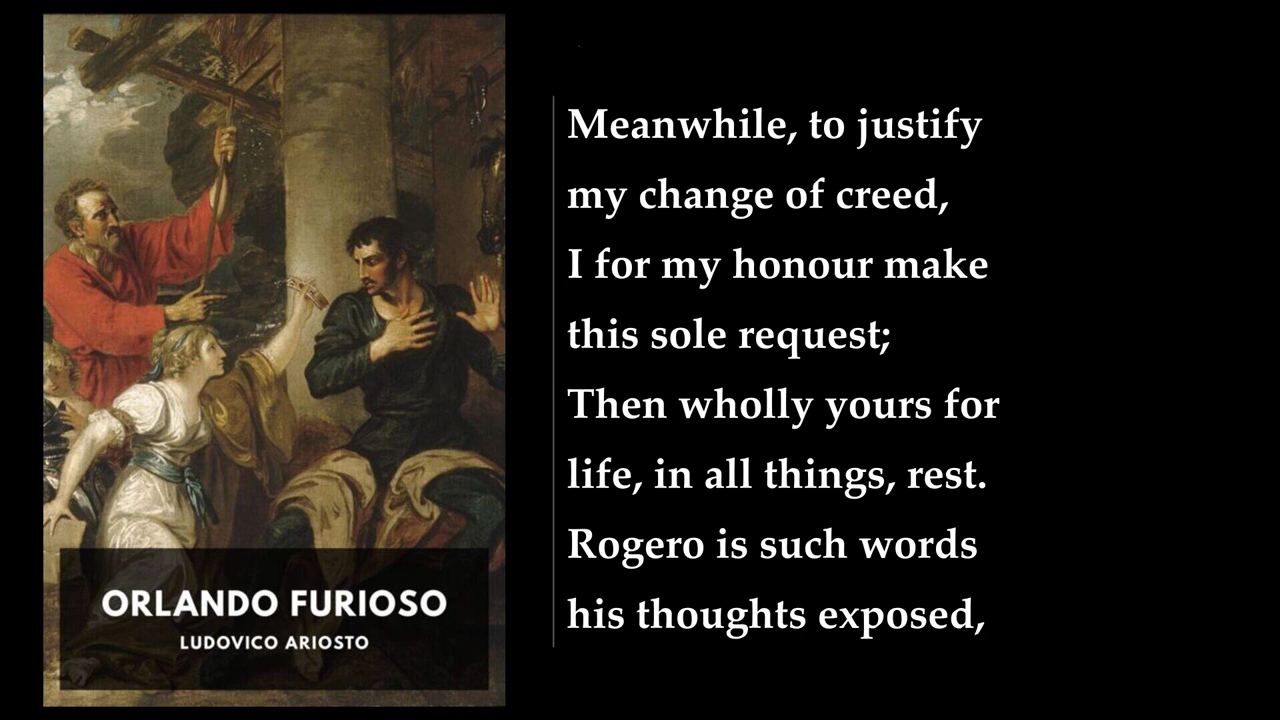 ORLANDO FURIOSO
LUDOVICO ARIOSTO
Meanwhile, to justify
my change of creed,
I for my honour make
this sole request;
Then wholly yours for
life, in all things, rest.
Rogero is such words
his thoughts exposed,